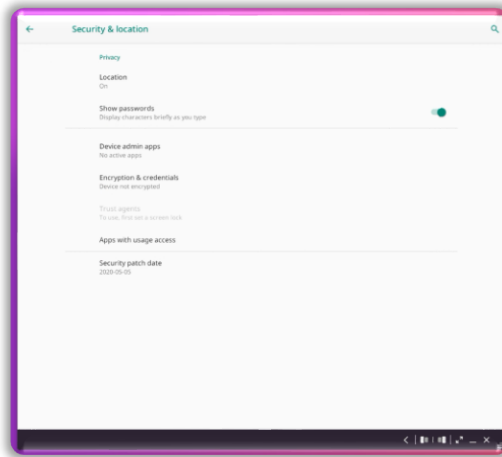 Security & location
Privacy
Location
On
Show passwords
Display characters briefly as you type
Device admin apps
No active apps
Encryption & credentials
Device not encrypted
Trust agents
To use, first set a screen lock
Apps with usage access
Security patch date
2020-05-05